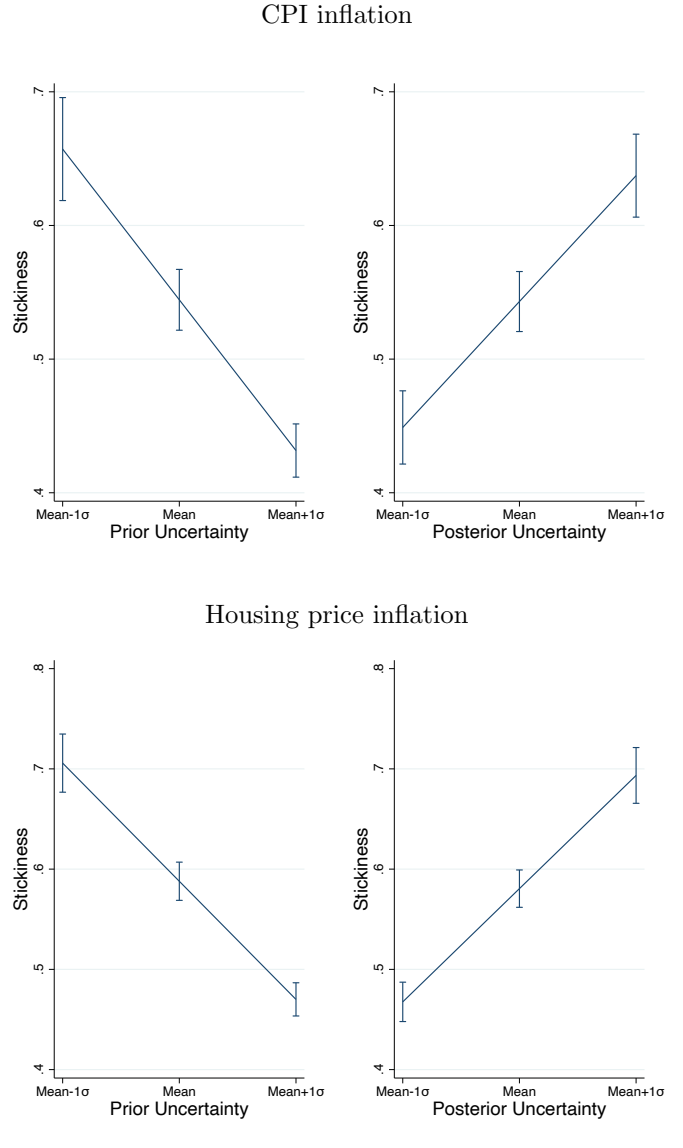 CPI inflation
.7
.6
.5
.4
Stickiness
Mean-1σ Mean Mean+1σ
Prior Uncertainty
.7
.6
.5
.4
Stickiness
Mean-1σ Mean Mean+1σ
Posterior Uncertainty
Housing price inflation
.8
.7
.6
.5
.4
Stickiness
Mean-1σ Mean Mean+1σ
Prior Uncertainty
.8
.7
.6
.5
.4
Stickiness
Mean-1σ Mean Mean+1σ
Posterior Uncertainty